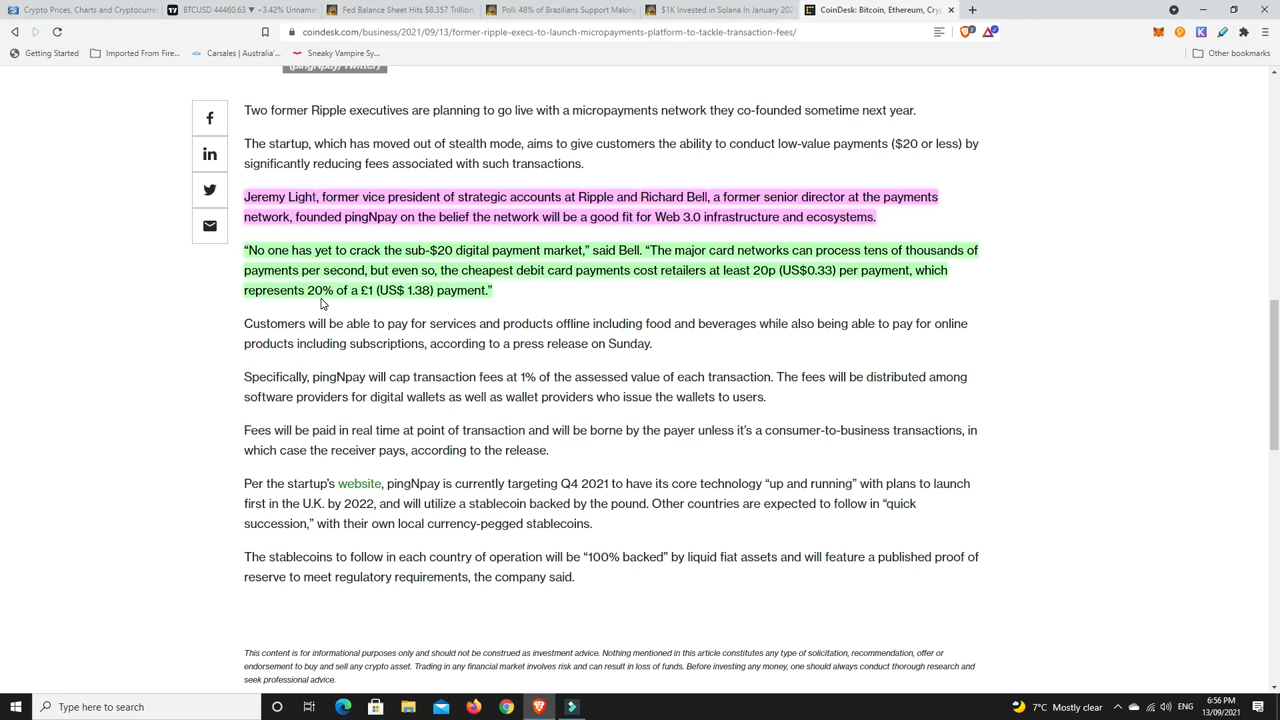 Crypto Prices, Charts and Cryptocurr
BTCUSD 44460.63 ▼ −3.42% Unname
Fed Balance Sheet Hits $8.357 Trillion,
Poll: 48% of Brazilians Support Making
$1K Invested in Solana In January 202
CoinDesk: Bitcoin, Ethereum, Cry
coindesk.com/business/2021/09/13/former-ripple-execs-to-launch-micropayments-platform-to-tackle-transaction-fees/
Getting Started
Imported From Fire...
Carsales | Australia'...
Sneaky Vampire Sy...
Other bookmarks
(pingNpay/Twitter)
Two former Ripple executives are planning to go live with a micropayments network they co-founded sometime next year.
The startup, which has moved out of stealth mode, aims to give customers the ability to conduct low-value payments ($20 or less) by
significantly reducing fees associated with such transactions.
Jeremy Light, former vice president of strategic accounts at Ripple and Richard Bell, a former senior director at the payments
network, founded pingNpay on the belief the network will be a good fit for Web 3.0 infrastructure and ecosystems.
“No one has yet to crack the sub-$20 digital payment market,” said Bell. “The major card networks can process tens of thousands of
payments per second, but even so, the cheapest debit card payments cost retailers at least 20p (US$0.33) per payment, which
represents 20% of a £1 (US$ 1.38) payment.”
Customers will be able to pay for services and products offline including food and beverages while also being able to pay for online
products including subscriptions, according to a press release on Sunday.
Specifically, pingNpay will cap transaction fees at 1% of the assessed value of each transaction. The fees will be distributed among
software providers for digital wallets as well as wallet providers who issue the wallets to users.
Fees will be paid in real time at point of transaction and will be borne by the payer unless it’s a consumer-to-business transactions, in
which case the receiver pays, according to the release.
Per the startup’s website, pingNpay is currently targeting Q4 2021 to have its core technology “up and running” with plans to launch
first in the U.K. by 2022, and will utilize a stablecoin backed by the pound. Other countries are expected to follow in “quick
succession,” with their own local currency-pegged stablecoins.
The stablecoins to follow in each country of operation will be “100% backed” by liquid fiat assets and will feature a published proof of
reserve to meet regulatory requirements, the company said.
This content is for informational purposes only and should not be construed as investment advice. Nothing mentioned in this article constitutes any type of solicitation, recommendation, offer or
endorsement to buy and sell any crypto asset. Trading in any financial market involves risk and can result in loss of funds. Before investing any money, one should always conduct thorough research and
seek professional advice.
Type here to search
7°C Mostly clear
ENG
6:56 PM
13/09/2021